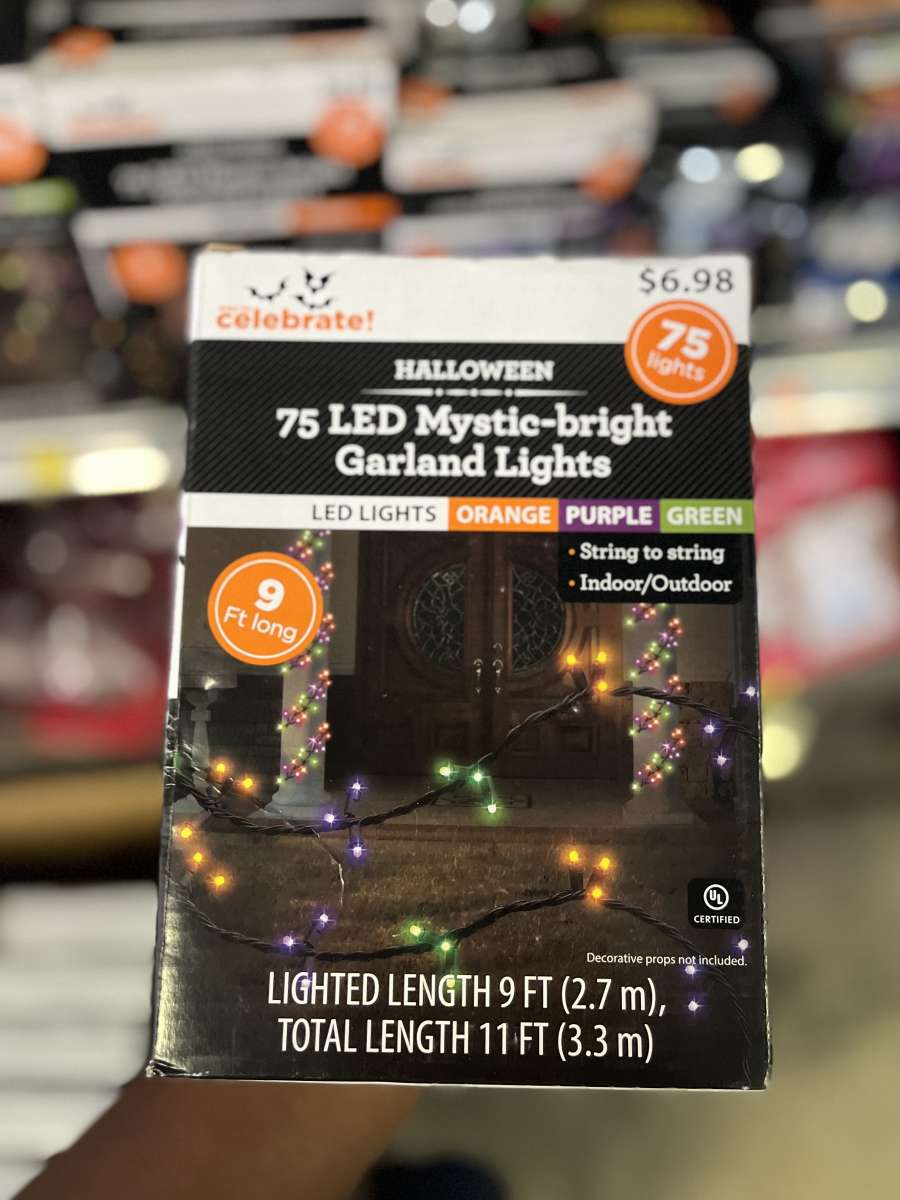 $6.98
celebrate!
75
lights
HALLOWEEN
75 LED Mystic-bright
Garland Lights
LED LIGHTS ORANGE PURPLE GREEN
• String to string
• Indoor/Outdoor
9
Ft long
UL
CERTIFIED
Decorative props not included.
LIGHTED LENGTH 9 FT (2.7 m),
TOTAL LENGTH 11 FT (3.3 m)